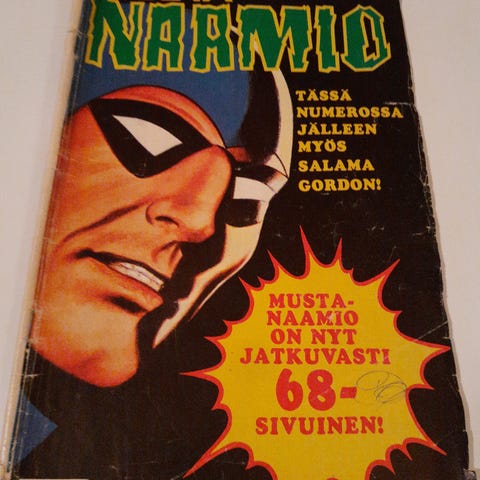 NAAMIO
TÄSSÄ
NUMEROSSA
JÄLLEEN
MYÖS
SALAMA
GORDON!
MUSTA-
NAAMIO
ON NYT
JATKUVASTI
68-
SIVUINEN!